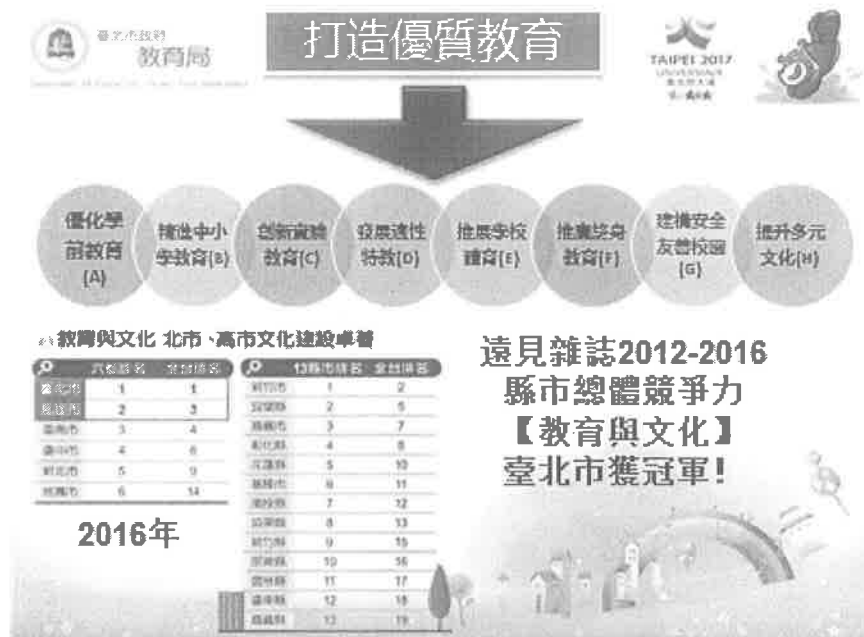 臺北市政府
教育局
打造優質教育
TAIPEI 2017
UNIVERSIADE
優化學
前教育
(A)
精進中小
學教育(B)
創新實驗
教育(C)
發展適性
特教(D)
推展學校
體育(E)
推廣終身
教育(F)
建構安全
友善校園
(G)
提升多元
文化(H)
教育與文化 北市、高市文化建設卓著
六都排名 全台排名
臺北市 1 1
高雄市 2 3
臺南市 3 4
臺中市 4 6
新北市 5 9
桃園市 6 14
2016年
13縣市排名 全台排名
新竹市 1 2
宜蘭縣 2 5
嘉義市 3 7
彰化縣 4 8
花蓮縣 5 10
基隆市 6 11
南投縣 7 12
苗栗縣 8 13
新竹縣 9 15
屏東縣 10 16
雲林縣 11 17
臺東縣 12 18
嘉義縣 13 19
遠見雜誌2012-2016
縣市總體競爭力
【教育與文化】
臺北市獲冠軍!